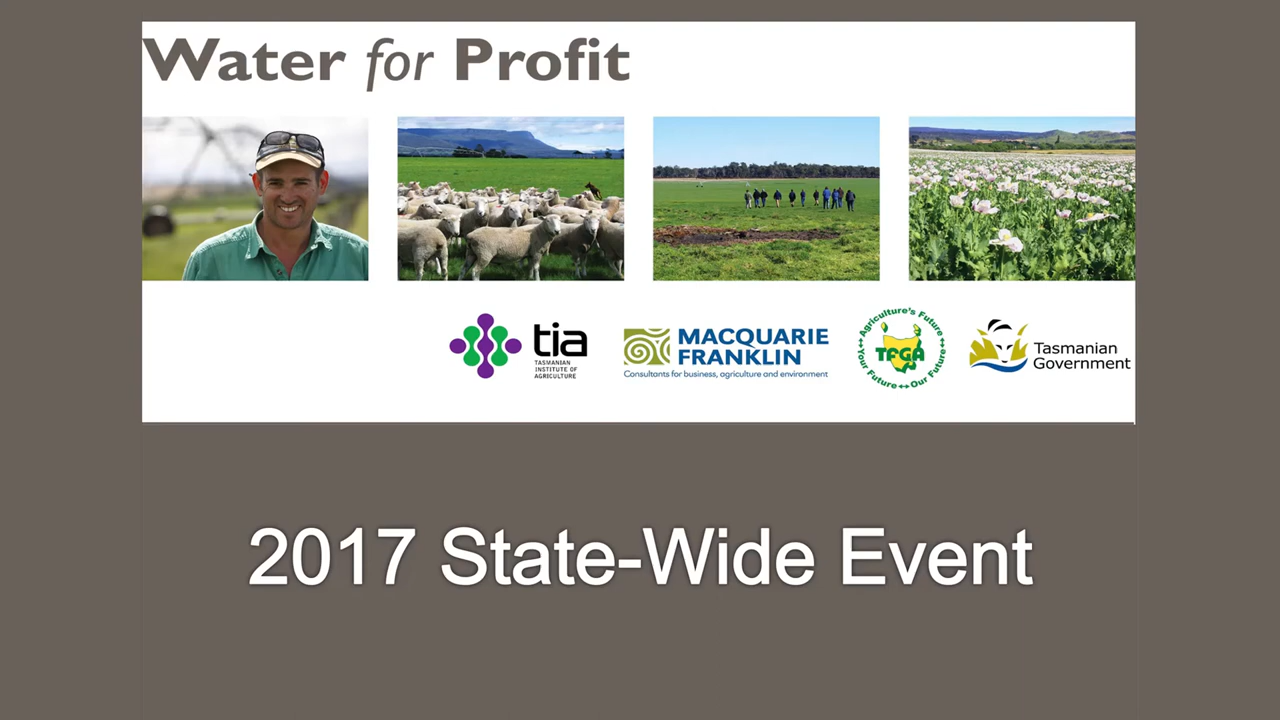 Water for Profit
tia
TASMANIAN
INSTITUTE OF
AGRICULTURE
MACQUARIE
FRANKLIN
Consultants for business, agriculture and environment
Agriculture's Future
TFGA
Your Future
Our Future
Tasmanian
Government
2017 State-Wide Event